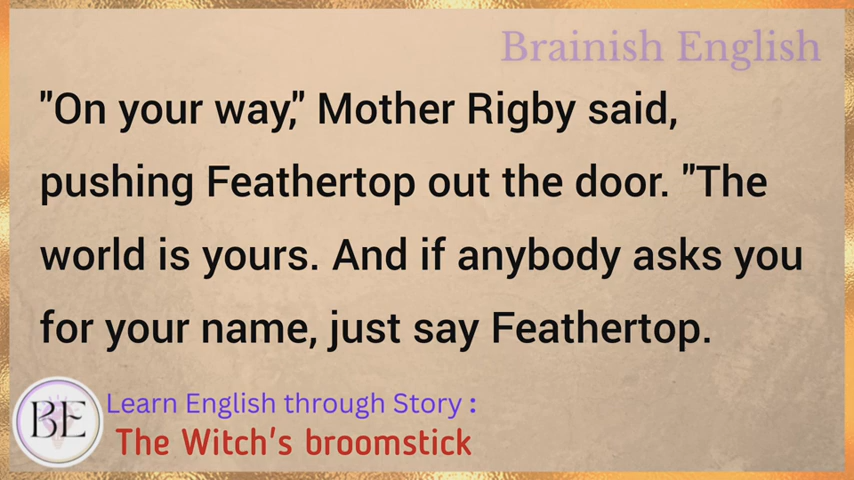 Brainish English
"On your way," Mother Rigby said,
pushing Feathertop out the door. "The
world is yours. And if anybody asks you
for your name, just say Feathertop.
BE
Learn English through Story :
The Witch's broomstick